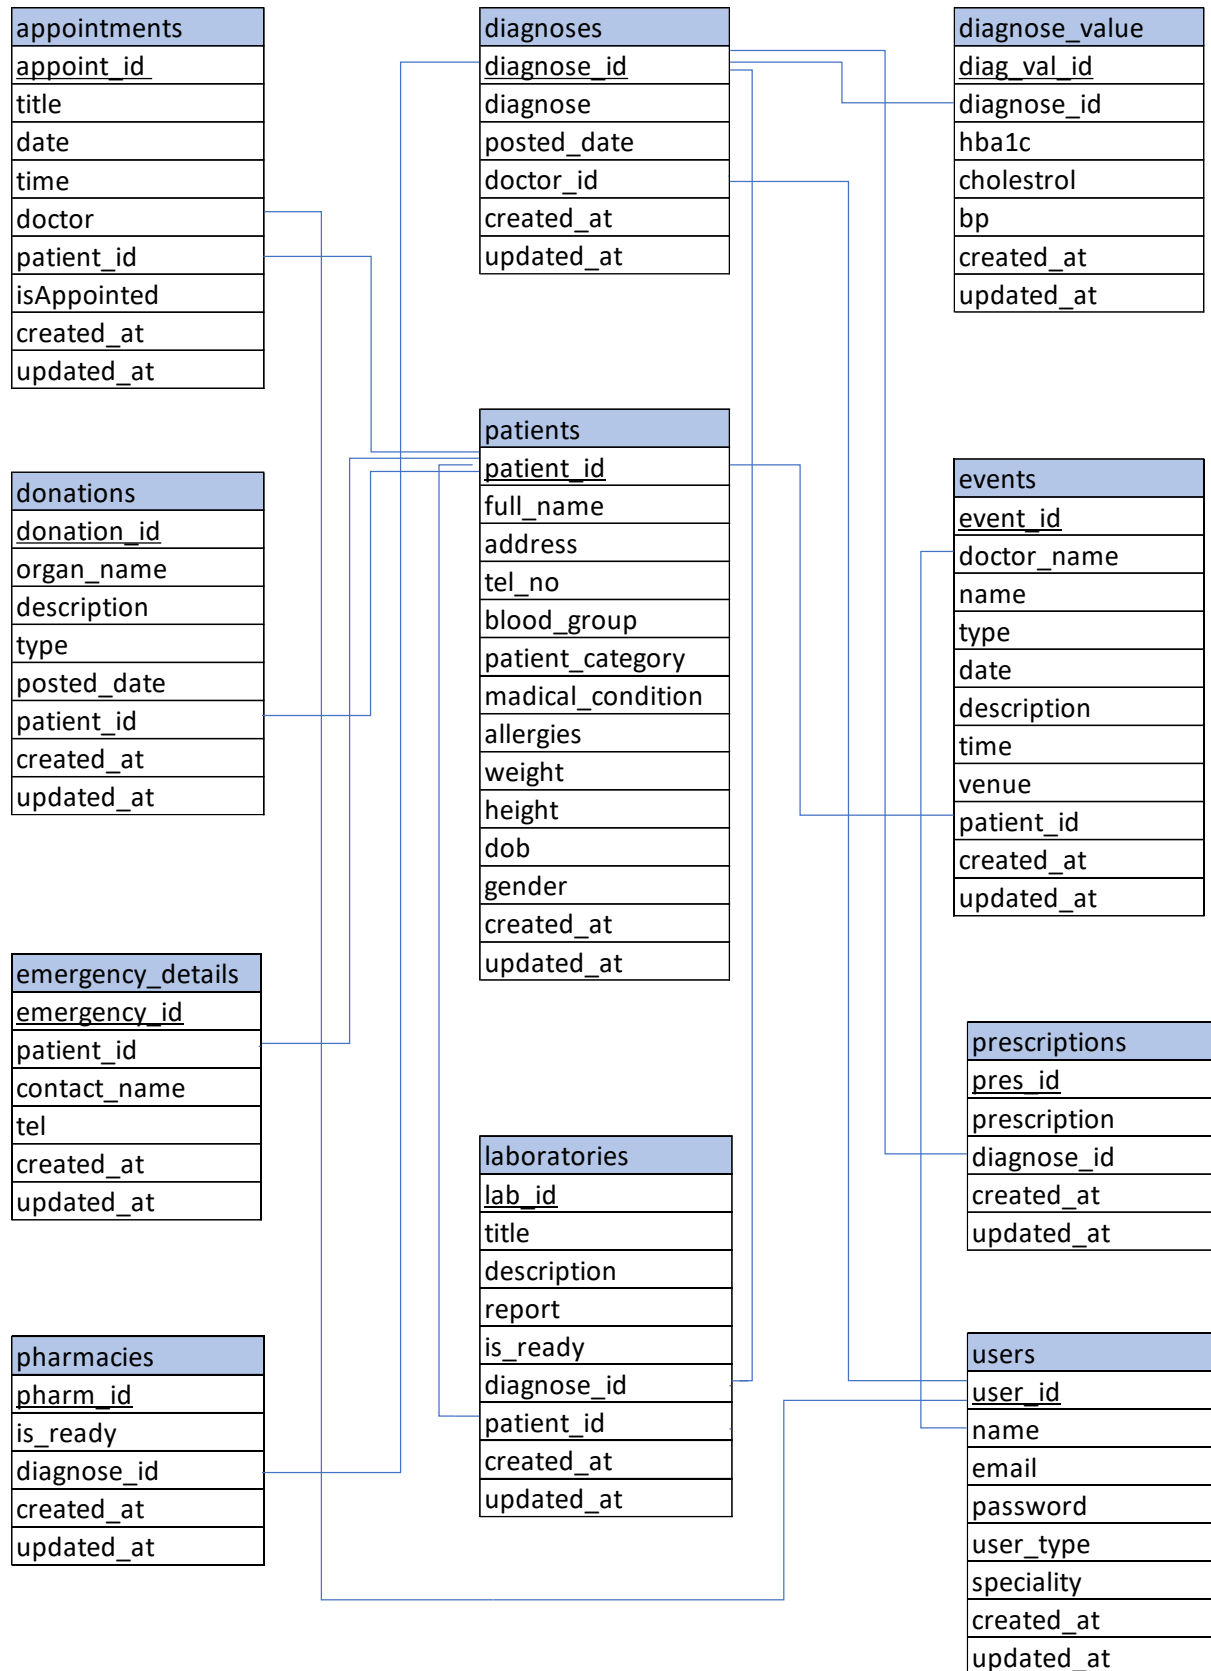 appointments
appoint_id
title
date
time
doctor
patient_id
isAppointed
created_at
updated_at
diagnoses
diagnose_id
diagnose
posted_date
doctor_id
created_at
updated_at
diagnose_value
diag_val_id
diagnose_id
hba1c
cholestrol
bp
created_at
updated_at
donations
donation_id
organ_name
description
type
posted_date
patient_id
created_at
updated_at
patients
patient_id
full_name
address
tel_no
blood_group
patient_category
madical_condition
allergies
weight
height
dob
gender
created_at
updated_at
events
event_id
doctor_name
name
type
date
description
time
venue
patient_id
created_at
updated_at
emergency_details
emergency_id
patient_id
contact_name
tel
created_at
updated_at
laboratories
lab_id
title
description
report
is_ready
diagnose_id
patient_id
created_at
updated_at
prescriptions
pres_id
prescription
diagnose_id
created_at
updated_at
pharmacies
pharm_id
is_ready
diagnose_id
created_at
updated_at
users
user_id
name
email
password
user_type
speciality
created_at
updated_at